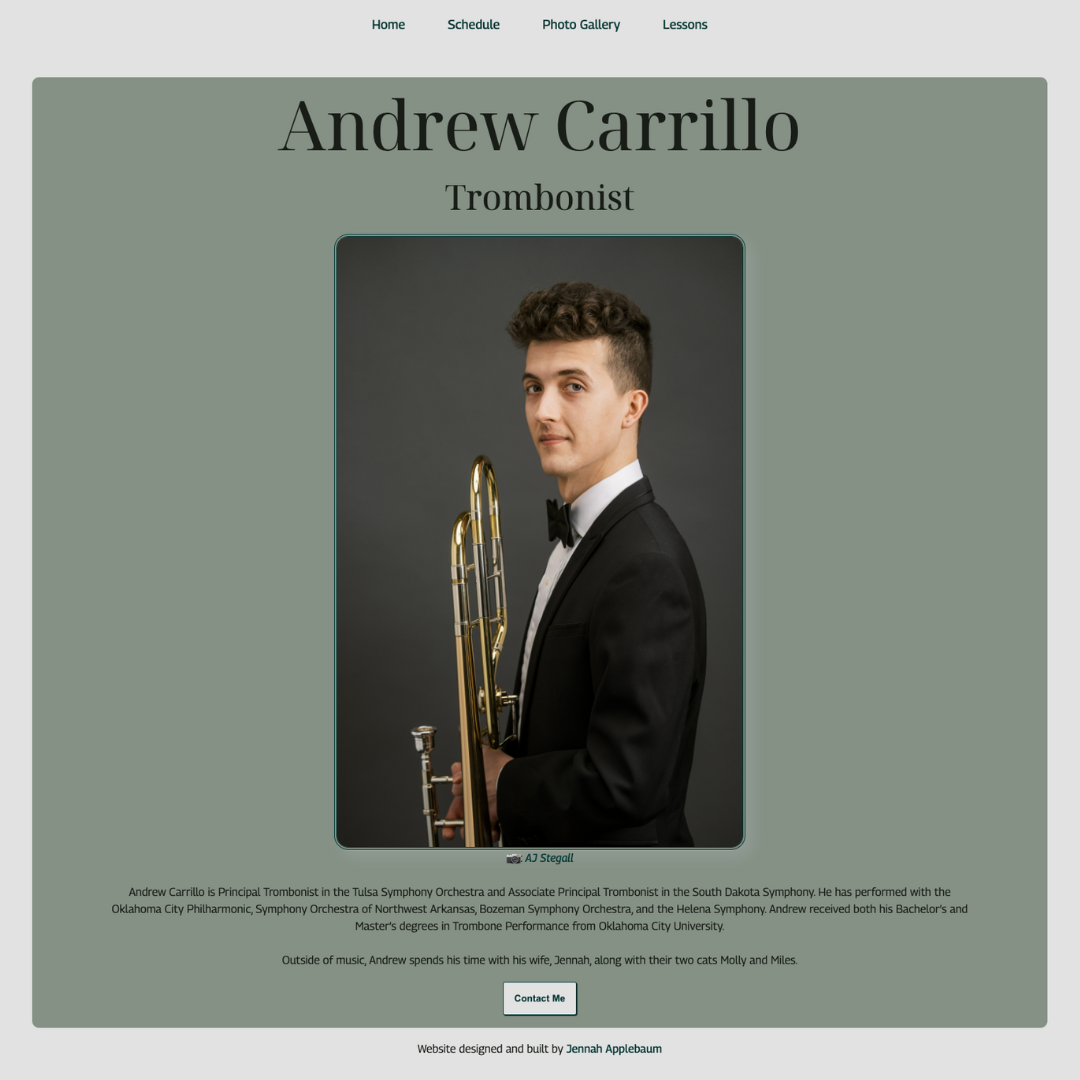 Home Schedule Photo Gallery Lessons
Andrew Carrillo
Trombonist
📷 AJ Stegall
Andrew Carrillo is Principal Trombonist in the Tulsa Symphony Orchestra and Associate Principal Trombonist in the South Dakota Symphony. He has performed with the
Oklahoma City Philharmonic, Symphony Orchestra of Northwest Arkansas, Bozeman Symphony Orchestra, and the Helena Symphony. Andrew received both his Bachelor's and
Master's degrees in Trombone Performance from Oklahoma City University.
Outside of music, Andrew spends his time with his wife, Jennah, along with their two cats Molly and Miles.
Contact Me
Website designed and built by Jennah Applebaum